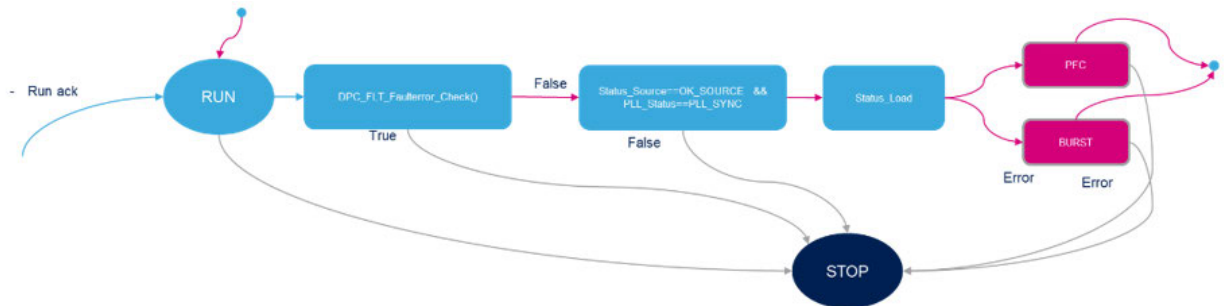 - Run ack
RUN
DPC_FLT_Faulterror_Check()
False
True
Status_Source==OK_SOURCE &&
PLL_Status==PLL_SYNC
False
Status_Load
PFC
BURST
Error
Error
STOP